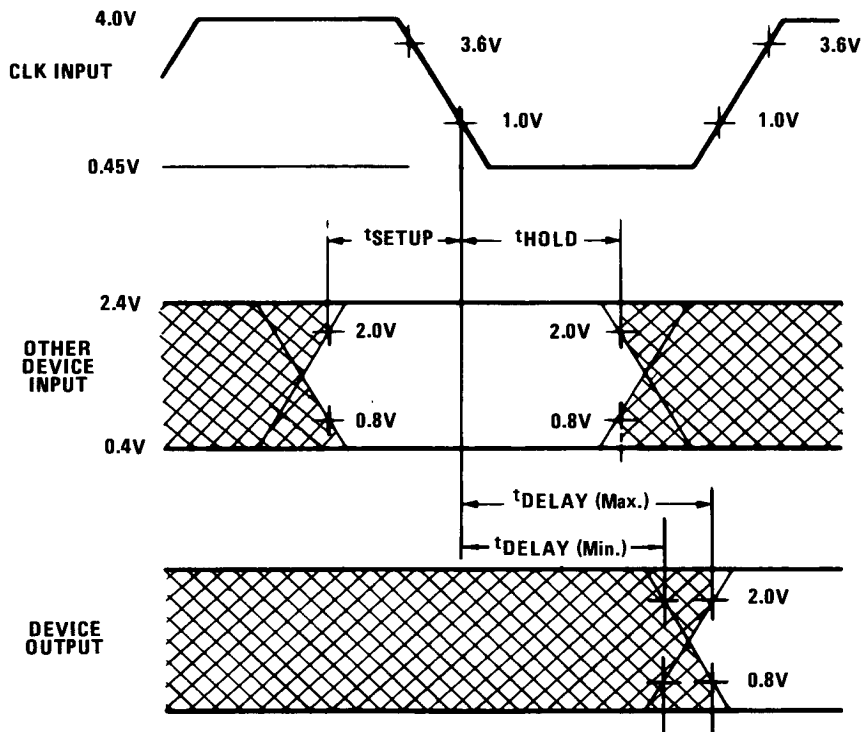 4.0V
3.6V 3.6V
CLK INPUT
1.0V 1.0V
0.45V
tSETUP tHOLD
2.4V
2.0V 2.0V
OTHER
DEVICE
INPUT
0.8V 0.8V
0.4V
tDELAY (Max.)
tDELAY (Min.)
2.0V
DEVICE
OUTPUT
0.8V